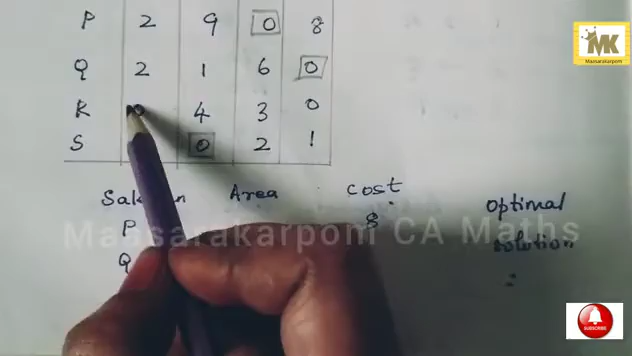 P 2 9 0 8
Q 2 1 6 0
R 0 4 3 0
S 0 2 1
Area Cost
P 8 Optimal
Q solution
:
Maasarakarpom CA Maths
MK
Maasarakarpom
SUBSCRIBE